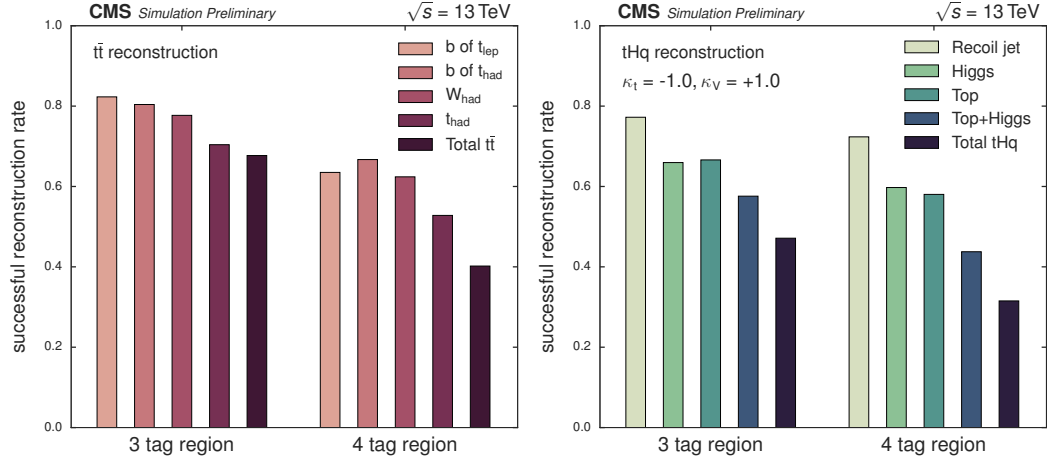 CMS Simulation Preliminary √s = 13 TeV
tt̄ reconstruction
b of t_lep
b of t_had
W_had
t_had
Total tt̄
successful reconstruction rate
1.0
0.8
0.6
0.4
0.2
0.0
3 tag region 4 tag region
CMS Simulation Preliminary √s = 13 TeV
tHq reconstruction
κ_t = -1.0, κ_V = +1.0
Recoil jet
Higgs
Top
Top+Higgs
Total tHq
successful reconstruction rate
1.0
0.8
0.6
0.4
0.2
0.0
3 tag region 4 tag region